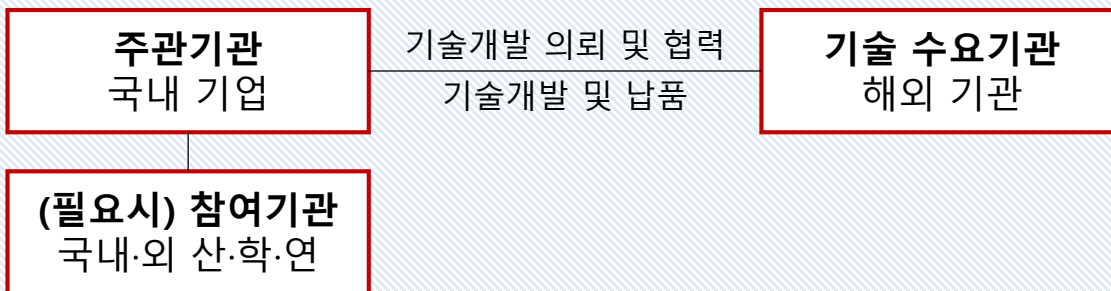 주관기관
국내 기업
기술개발 의뢰 및 협력
기술개발 및 납품
기술 수요기관
해외 기관
(필요시) 참여기관
국내·외 산·학·연